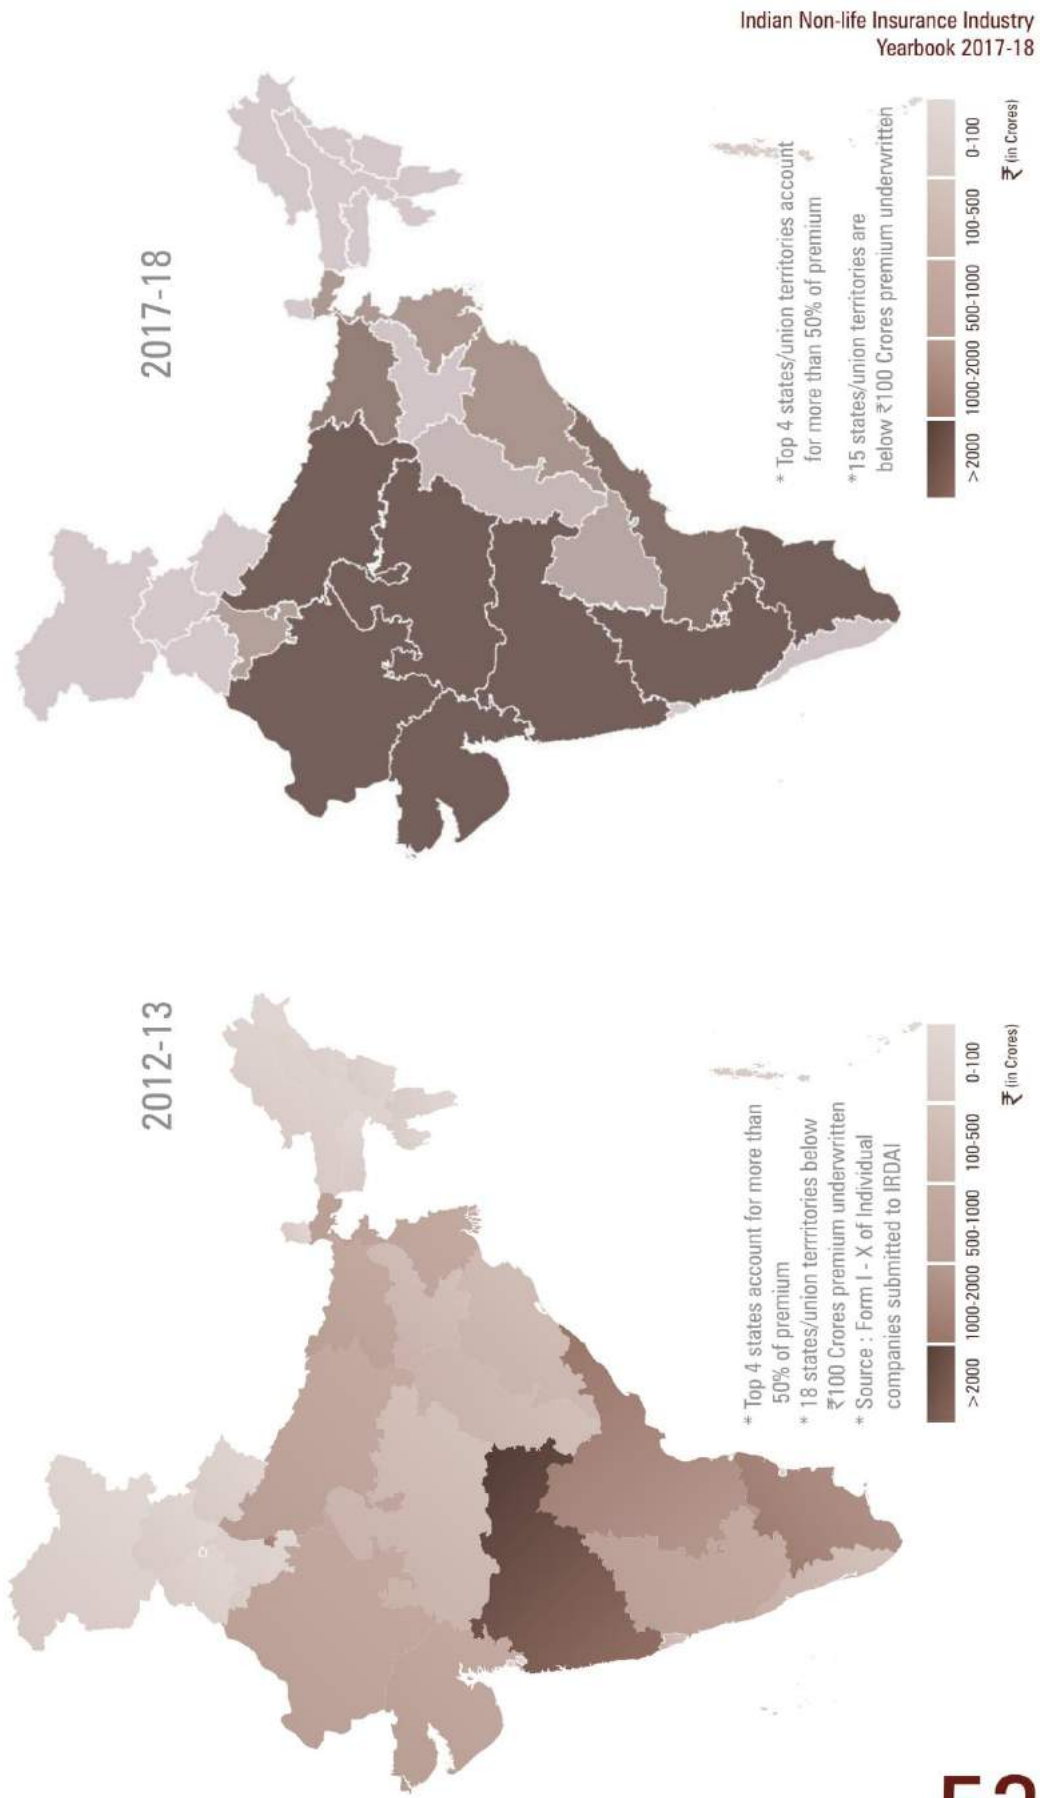 Indian Non-life Insurance Industry
Yearbook 2017-18
2017-18
* Top 4 states/union territories account
for more than 50% of premium
*15 states/union territories are
below ₹100 Crores premium underwritten
>2000 1000-2000 500-1000 100-500 0-100
₹ (in Crores)
2012-13
* Top 4 states account for more than
50% of premium
* 18 states/union terrritories below
₹100 Crores premium underwritten
* Source : Form I - X of Individual
companies submitted to IRDAI
>2000 1000-2000 500-1000 100-500 0-100
₹ (in Crores)